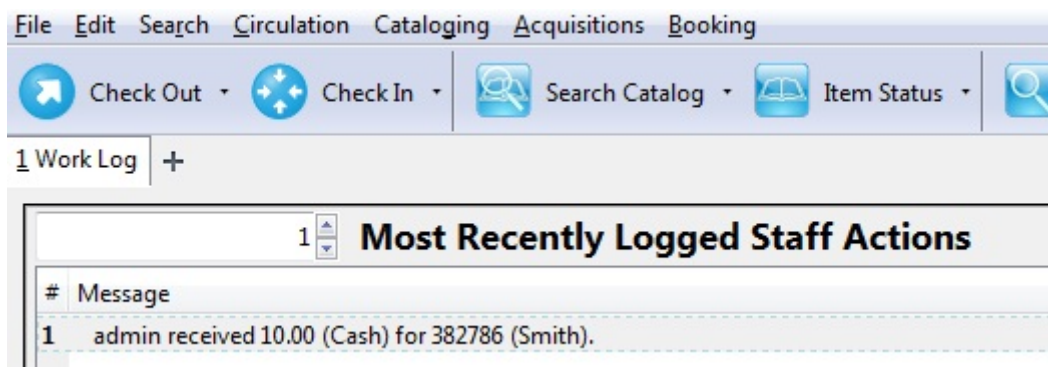 File Edit Search Circulation Cataloging Acquisitions Booking
Check Out Check In Search Catalog Item Status
1 Work Log +
1 Most Recently Logged Staff Actions
# Message
1 admin received 10.00 (Cash) for 382786 (Smith).